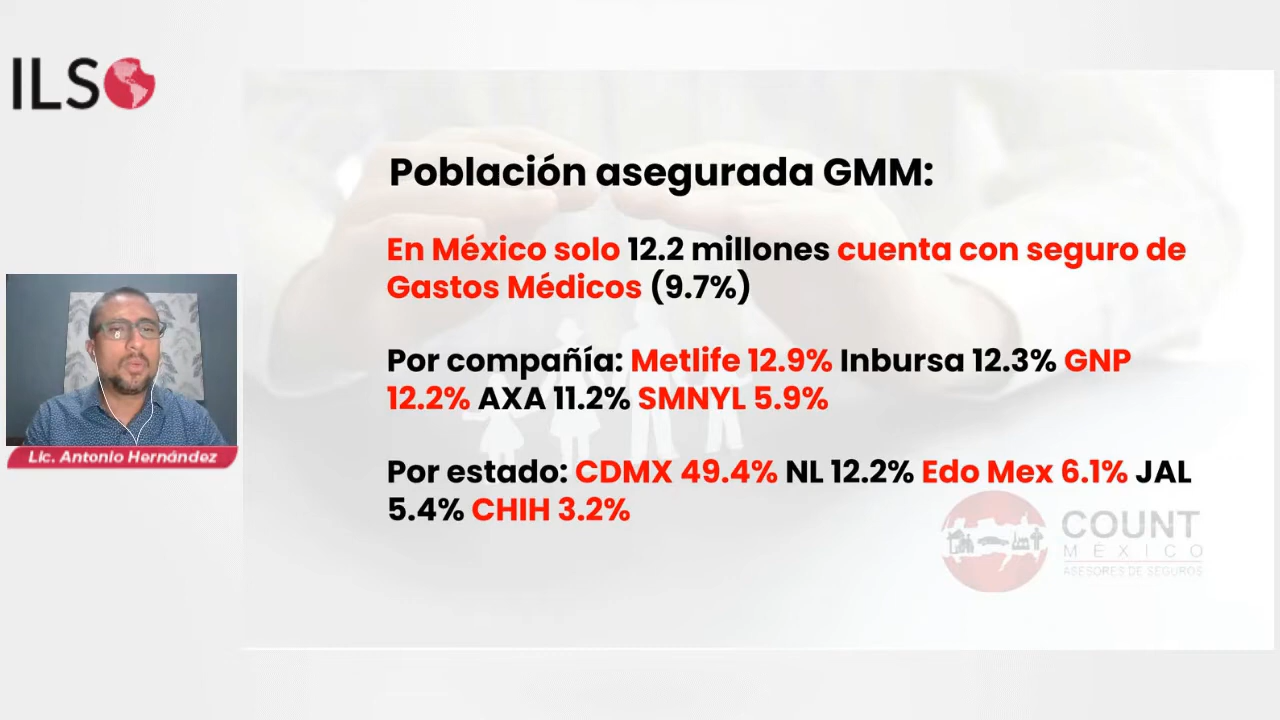 ILS
Población asegurada GMM:
En México solo 12.2 millones cuenta con seguro de
Gastos Médicos (9.7%)
Por compañía: Metlife 12.9% Inbursa 12.3% GNP
12.2% AXA 11.2% SMNYL 5.9%
Por estado: CDMX 49.4% NL 12.2% Edo Mex 6.1% JAL
5.4% CHIH 3.2%
Lic. Antonio Hernández
COUNT
MÉXICO
ASESORES DE SEGUROS